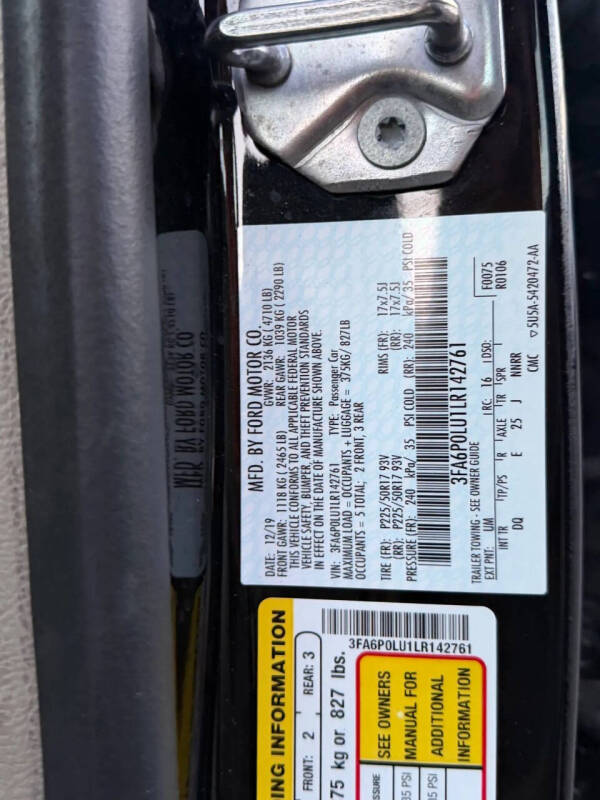 MFD. BY FORD MOTOR CO.
DATE: 12/19 GVWR: 2136 KG (4710 LB)
FRONT GAWR: 1118 KG (2465 LB) REAR GAWR: 1039 KG (2290 LB)
THIS VEHICLE CONFORMS TO ALL APPLICABLE FEDERAL MOTOR
VEHICLE SAFETY, BUMPER, AND THEFT PREVENTION STANDARDS
IN EFFECT ON THE DATE OF MANUFACTURE SHOWN ABOVE.
VIN: 3FA6P0LU1LR142761 TYPE: Passenger Car
MAXIMUM LOAD = OCCUPANTS + LUGGAGE = 375KG/ 827LB
OCCUPANTS = 5 TOTAL; 2 FRONT, 3 REAR
TIRE (FR): P225/50R17 93V RIMS (FR): 17x7.5J
(RR): P225/50R17 93V (RR): 17x7.5J
PRESSURE (FR): 240 kPa/ 35 PSI COLD (RR): 240 kPa/ 35 PSI COLD
3FA6P0LU1LR142761
TRAILER TOWING - SEE OWNER GUIDE
F0075
R0106
EXT PNT: UM RC: 16 DSO:
INT TR TP/PS R AXLE TR SPR
DQ E 25 J NNRR
CMC ▽5U5A-5420472-AA
3FA6P0LU1LR142761
ING INFORMATION
FRONT: 2 REAR: 3
75 kg or 827 lbs.
SEE OWNERS
MANUAL FOR
ADDITIONAL
INFORMATION
35 PSI
35 PSI